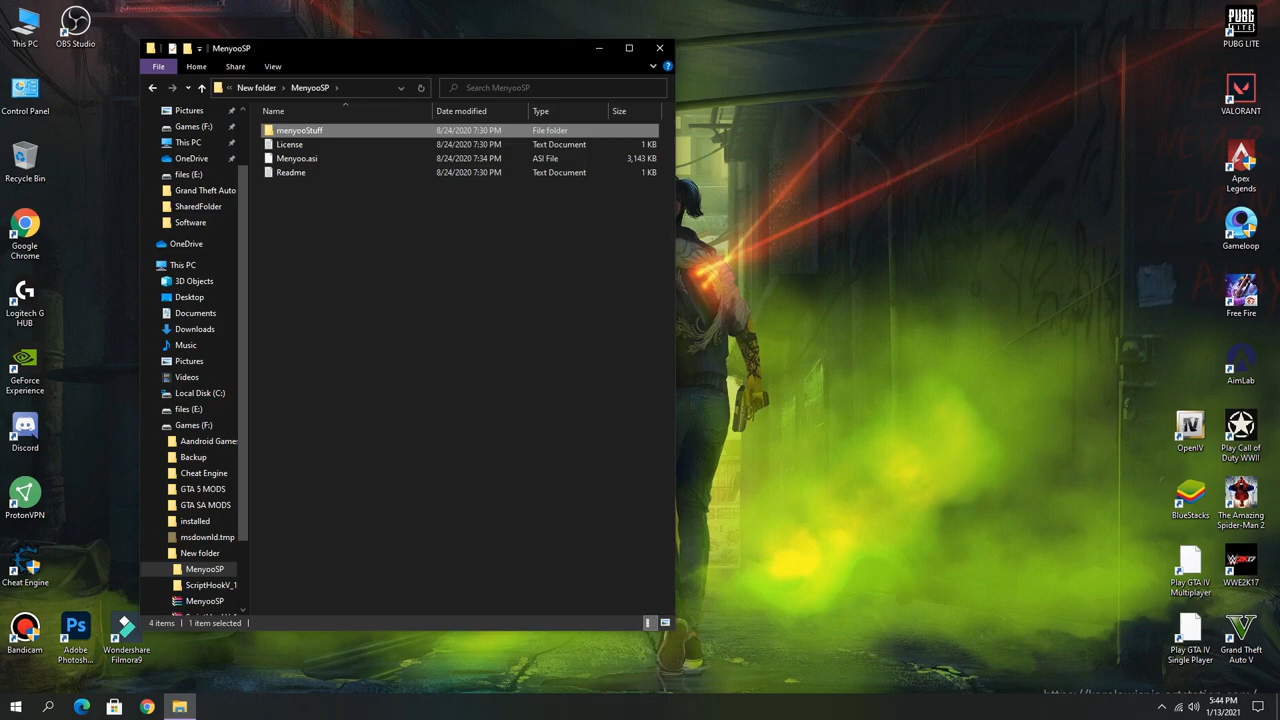 This PC
OBS Studio
Control Panel
Recycle Bin
Google
Chrome
Logitech G
HUB
GeForce
Experience
Discord
ProtonVPN
Cheat Engine
Bandicam
Adobe
Photosh...
Wondershare
Filmora9
MenyooSP
File
Home
Share
View
New folder
MenyooSP
Search MenyooSP
Name
Date modified
Type
Size
menyooStuff
8/24/2020 7:30 PM
File folder
License
8/24/2020 7:30 PM
Text Document
1 KB
Menyoo.asi
8/24/2020 7:34 PM
ASI File
3,143 KB
Readme
8/24/2020 7:30 PM
Text Document
1 KB
Pictures
Games (F:)
This PC
OneDrive
files (E:)
Grand Theft Auto
SharedFolder
Software
OneDrive
This PC
3D Objects
Desktop
Documents
Downloads
Music
Pictures
Videos
Local Disk (C:)
files (E:)
Games (F:)
Aandroid Games
Backup
Cheat Engine
GTA 5 MODS
GTA SA MODS
installed
msdownld.tmp
New folder
MenyooSP
ScriptHookV_1
MenyooSP
4 items
1 item selected
PUBG
LITE
PUBG LITE
VALORANT
Apex
Legends
Gameloop
Free Fire
AimLab
OpenIV
Play Call of
Duty WWII
BlueStacks
The Amazing
Spider-Man 2
Play GTA IV
Multiplayer
WWE2K17
Play GTA IV
Single Player
Grand Theft
Auto V
5:44 PM
1/13/2021